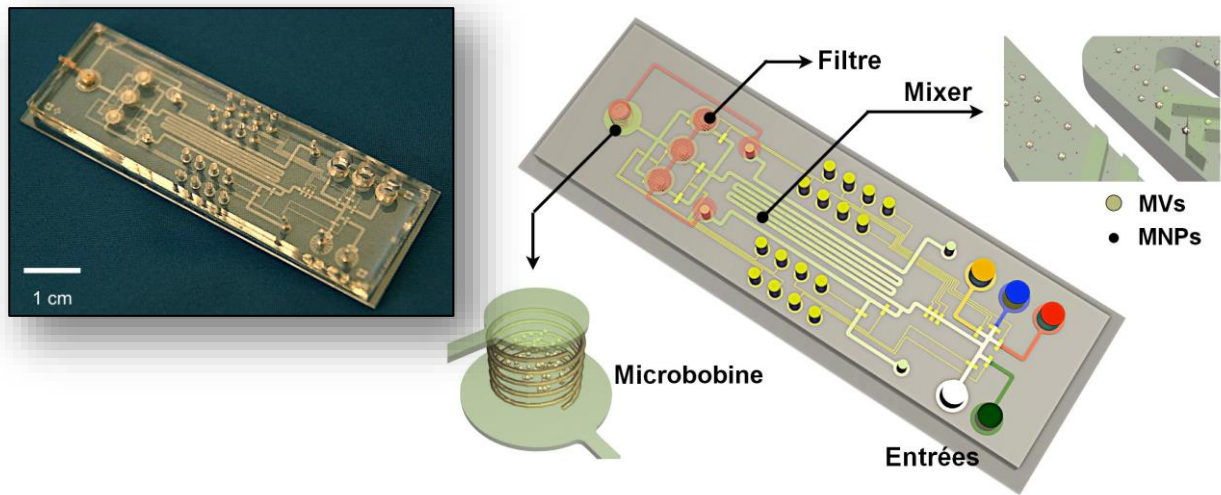 Filtre
Mixer
MVs
MNPs
1 cm
Microbobine
Entrées